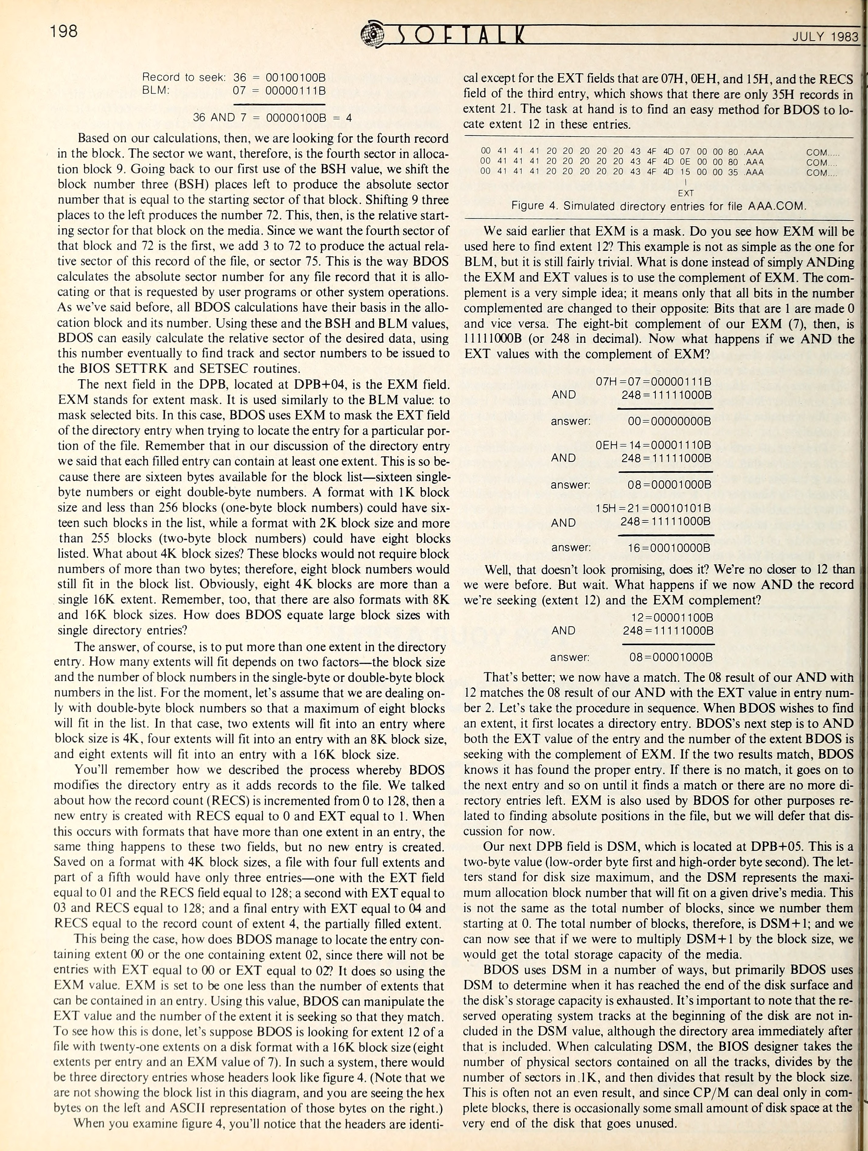 198
SOFTALK
JULY 1983
Record to seek: 36 = 00100100B
BLM: 07 = 00000111B
36 AND 7 = 00000100B = 4
Based on our calculations, then, we are looking for the fourth record
in the block. The sector we want, therefore, is the fourth sector in alloca-
tion block 9. Going back to our first use of the BSH value, we shift the
block number three (BSH) places left to produce the absolute sector
number that is equal to the starting sector of that block. Shifting 9 three
places to the left produces the number 72. This, then, is the relative start-
ing sector for that block on the media. Since we want the fourth sector of
that block and 72 is the first, we add 3 to 72 to produce the actual rela-
tive sector of this record of the file, or sector 75. This is the way BDOS
calculates the absolute sector number for any file record that it is allo-
cating or that is requested by user programs or other system operations.
As we've said before, all BDOS calculations have their basis in the allo-
cation block and its number. Using these and the BSH and BLM values,
BDOS can easily calculate the relative sector of the desired data, using
this number eventually to find track and sector numbers to be issued to
the BIOS SETTRK and SETSEC routines.
The next field in the DPB, located at DPB+04, is the EXM field.
EXM stands for extent mask. It is used similarly to the BLM value: to
mask selected bits. In this case, BDOS uses EXM to mask the EXT field
of the directory entry when trying to locate the entry for a particular por-
tion of the file. Remember that in our discussion of the directory entry
we said that each filled entry can contain at least one extent. This is so be-
cause there are sixteen bytes available for the block list—sixteen single-
byte numbers or eight double-byte numbers. A format with 1K block
size and less than 256 blocks (one-byte block numbers) could have six-
teen such blocks in the list, while a format with 2K block size and more
than 255 blocks (two-byte block numbers) could have eight blocks
listed. What about 4K block sizes? These blocks would not require block
numbers of more than two bytes; therefore, eight block numbers would
still fit in the block list. Obviously, eight 4K blocks are more than a
single 16K extent. Remember, too, that there are also formats with 8K
and 16K block sizes. How does BDOS equate large block sizes with
single directory entries?
The answer, of course, is to put more than one extent in the directory
entry. How many extents will fit depends on two factors—the block size
and the number of block numbers in the single-byte or double-byte block
numbers in the list. For the moment, let's assume that we are dealing on-
ly with double-byte block numbers so that a maximum of eight blocks
will fit in the list. In that case, two extents will fit into an entry where
block size is 4K, four extents will fit into an entry with an 8K block size,
and eight extents will fit into an entry with a 16K block size.
You'll remember how we described the process whereby BDOS
modifies the directory entry as it adds records to the file. We talked
about how the record count (RECS) is incremented from 0 to 128, then a
new entry is created with RECS equal to 0 and EXT equal to 1. When
this occurs with formats that have more than one extent in an entry, the
same thing happens to these two fields, but no new entry is created.
Saved on a format with 4K block sizes, a file with four full extents and
part of a fifth would have only three entries—one with the EXT field
equal to 01 and the RECS field equal to 128; a second with EXT equal to
03 and RECS equal to 128; and a final entry with EXT equal to 04 and
RECS equal to the record count of extent 4, the partially filled extent.
This being the case, how does BDOS manage to locate the entry con-
taining extent 00 or the one containing extent 02, since there will not be
entries with EXT equal to 00 or EXT equal to 02? It does so using the
EXM value. EXM is set to be one less than the number of extents that
can be contained in an entry. Using this value, BDOS can manipulate the
EXT value and the number of the extent it is seeking so that they match.
To see how this is done, let's suppose BDOS is looking for extent 12 of a
file with twenty-one extents on a disk format with a 16K block size (eight
extents per entry and an EXM value of 7). In such a system, there would
be three directory entries whose headers look like figure 4. (Note that we
are not showing the block list in this diagram, and you are seeing the hex
bytes on the left and ASCII representation of those bytes on the right.)
When you examine figure 4, you'll notice that the headers are identi-
cal except for the EXT fields that are 07H, 0EH, and 15H, and the RECS
field of the third entry, which shows that there are only 35H records in
extent 21. The task at hand is to find an easy method for BDOS to lo-
cate extent 12 in these entries.
00 41 41 41 20 20 20 20 20 43 4F 4D 07 00 00 80 AAA COM.....
00 41 41 41 20 20 20 20 20 43 4F 4D 0E 00 00 80 AAA COM....
00 41 41 41 20 20 20 20 20 43 4F 4D 15 00 00 35 AAA COM....
EXT
Figure 4. Simulated directory entries for file AAA.COM.
We said earlier that EXM is a mask. Do you see how EXM will be
used here to find extent 12? This example is not as simple as the one for
BLM, but it is still fairly trivial. What is done instead of simply ANDing
the EXM and EXT values is to use the complement of EXM. The com-
plement is a very simple idea; it means only that all bits in the number
complemented are changed to their opposite: Bits that are 1 are made 0
and vice versa. The eight-bit complement of our EXM (7), then, is
11111000B (or 248 in decimal). Now what happens if we AND the
EXT values with the complement of EXM?
07H=07=00000111B
AND 248=11111000B
answer: 00=00000000B
0EH=14=00001110B
AND 248=11111000B
answer: 08=00001000B
15H=21=00010101B
AND 248=11111000B
answer: 16=00010000B
Well, that doesn't look promising, does it? We're no closer to 12 than
we were before. But wait. What happens if we now AND the record
we're seeking (extent 12) and the EXM complement?
12=00001100B
AND 248=11111000B
answer: 08=00001000B
That's better; we now have a match. The 08 result of our AND with
12 matches the 08 result of our AND with the EXT value in entry num-
ber 2. Let's take the procedure in sequence. When BDOS wishes to find
an extent, it first locates a directory entry. BDOS's next step is to AND
both the EXT value of the entry and the number of the extent BDOS is
seeking with the complement of EXM. If the two results match, BDOS
knows it has found the proper entry. If there is no match, it goes on to
the next entry and so on until it finds a match or there are no more di-
rectory entries left. EXM is also used by BDOS for other purposes re-
lated to finding absolute positions in the file, but we will defer that dis-
cussion for now.
Our next DPB field is DSM, which is located at DPB+05. This is a
two-byte value (low-order byte first and high-order byte second). The let-
ters stand for disk size maximum, and the DSM represents the maxi-
mum allocation block number that will fit on a given drive's media. This
is not the same as the total number of blocks, since we number them
starting at 0. The total number of blocks, therefore, is DSM+1; and we
can now see that if we were to multiply DSM+1 by the block size, we
would get the total storage capacity of the media.
BDOS uses DSM in a number of ways, but primarily BDOS uses
DSM to determine when it has reached the end of the disk surface and
the disk's storage capacity is exhausted. It's important to note that the re-
served operating system tracks at the beginning of the disk are not in-
cluded in the DSM value, although the directory area immediately after
that is included. When calculating DSM, the BIOS designer takes the
number of physical sectors contained on all the tracks, divides by the
number of sectors in 1K, and then divides that result by the block size.
This is often not an even result, and since CP/M can deal only in com-
plete blocks, there is occasionally some small amount of disk space at the
very end of the disk that goes unused.